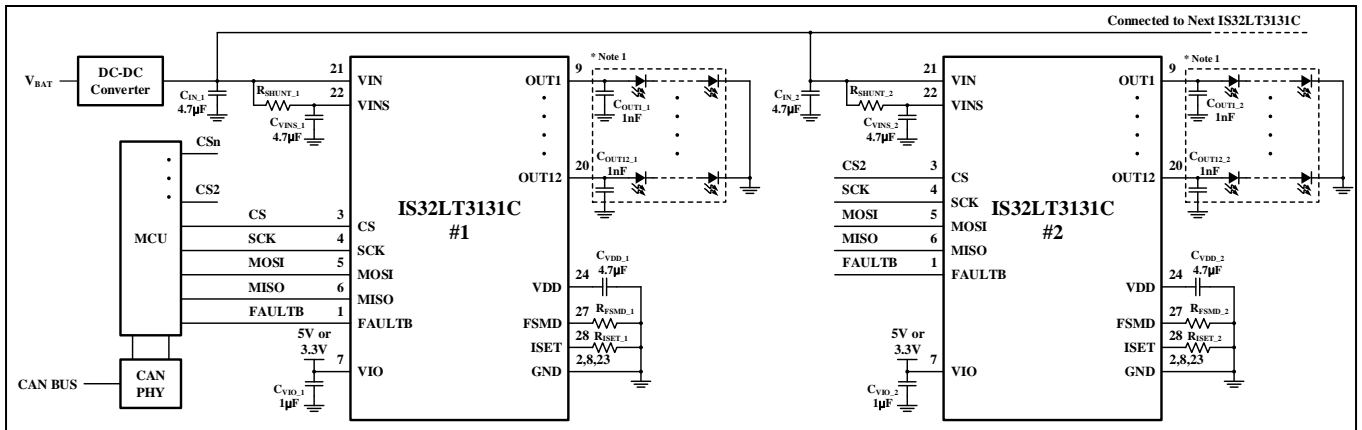 Connected to Next IS32LT3131C
V_BAT
DC-DC
Converter
C_IN_1
4.7µF
R_SHUNT_1
C_VINS_1
4.7µF
21
VIN
22
VINS
9
OUT1
* Note 1
C_OUT1_1
1nF
20
OUT12
C_OUT12_1
1nF
MCU
CSn
CS2
CS
3
CS
SCK
4
SCK
MOSI
5
MOSI
MISO
6
MISO
FAULTB
1
FAULTB
IS32LT3131C
#1
5V or
3.3V
7
VIO
C_VIO_1
1µF
CAN BUS
CAN
PHY
24
VDD
C_VDD_1
4.7µF
27
FSMD
R_FSMD_1
28
ISET
R_ISET_1
2,8,23
GND
C_IN_2
4.7µF
R_SHUNT_2
C_VINS_2
4.7µF
21
VIN
22
VINS
9
OUT1
* Note 1
C_OUT1_2
1nF
20
OUT12
C_OUT12_2
1nF
CS2
3
CS
SCK
4
SCK
MOSI
5
MOSI
MISO
6
MISO
FAULTB
1
FAULTB
IS32LT3131C
#2
5V or
3.3V
7
VIO
C_VIO_2
1µF
24
VDD
C_VDD_2
4.7µF
27
FSMD
R_FSMD_2
28
ISET
R_ISET_2
2,8,23
GND